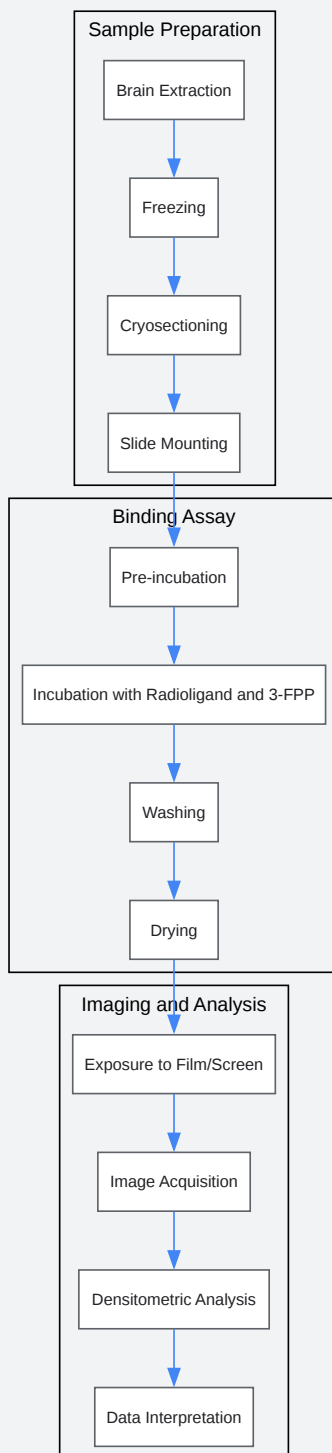 Sample Preparation
Brain Extraction
Freezing
Cryosectioning
Slide Mounting
Binding Assay
Pre-incubation
Incubation with Radioligand and 3-FPP
Washing
Drying
Imaging and Analysis
Exposure to Film/Screen
Image Acquisition
Densitometric Analysis
Data Interpretation